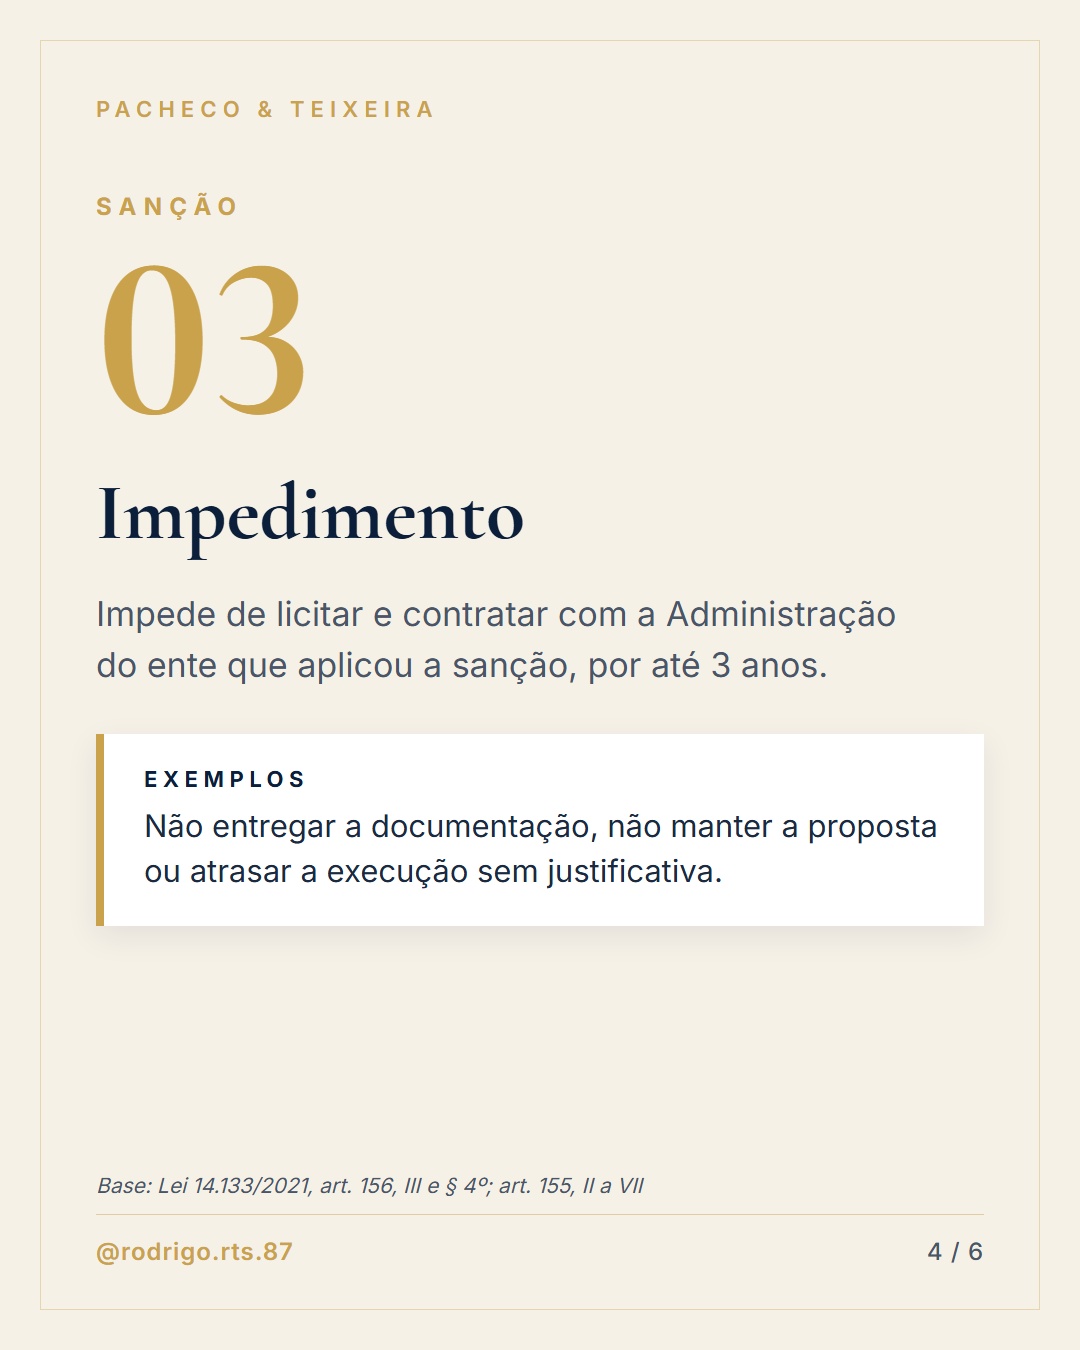 PACHECO & TEIXEIRA
SANÇÃO
03
Impedimento
Impede de licitar e contratar com a Administração
do ente que aplicou a sanção, por até 3 anos.
EXEMPLOS
Não entregar a documentação, não manter a proposta
ou atrasar a execução sem justificativa.
Base: Lei 14.133/2021, art. 156, III e § 4º; art. 155, II a VII
@rodrigo.rts.87
4 / 6